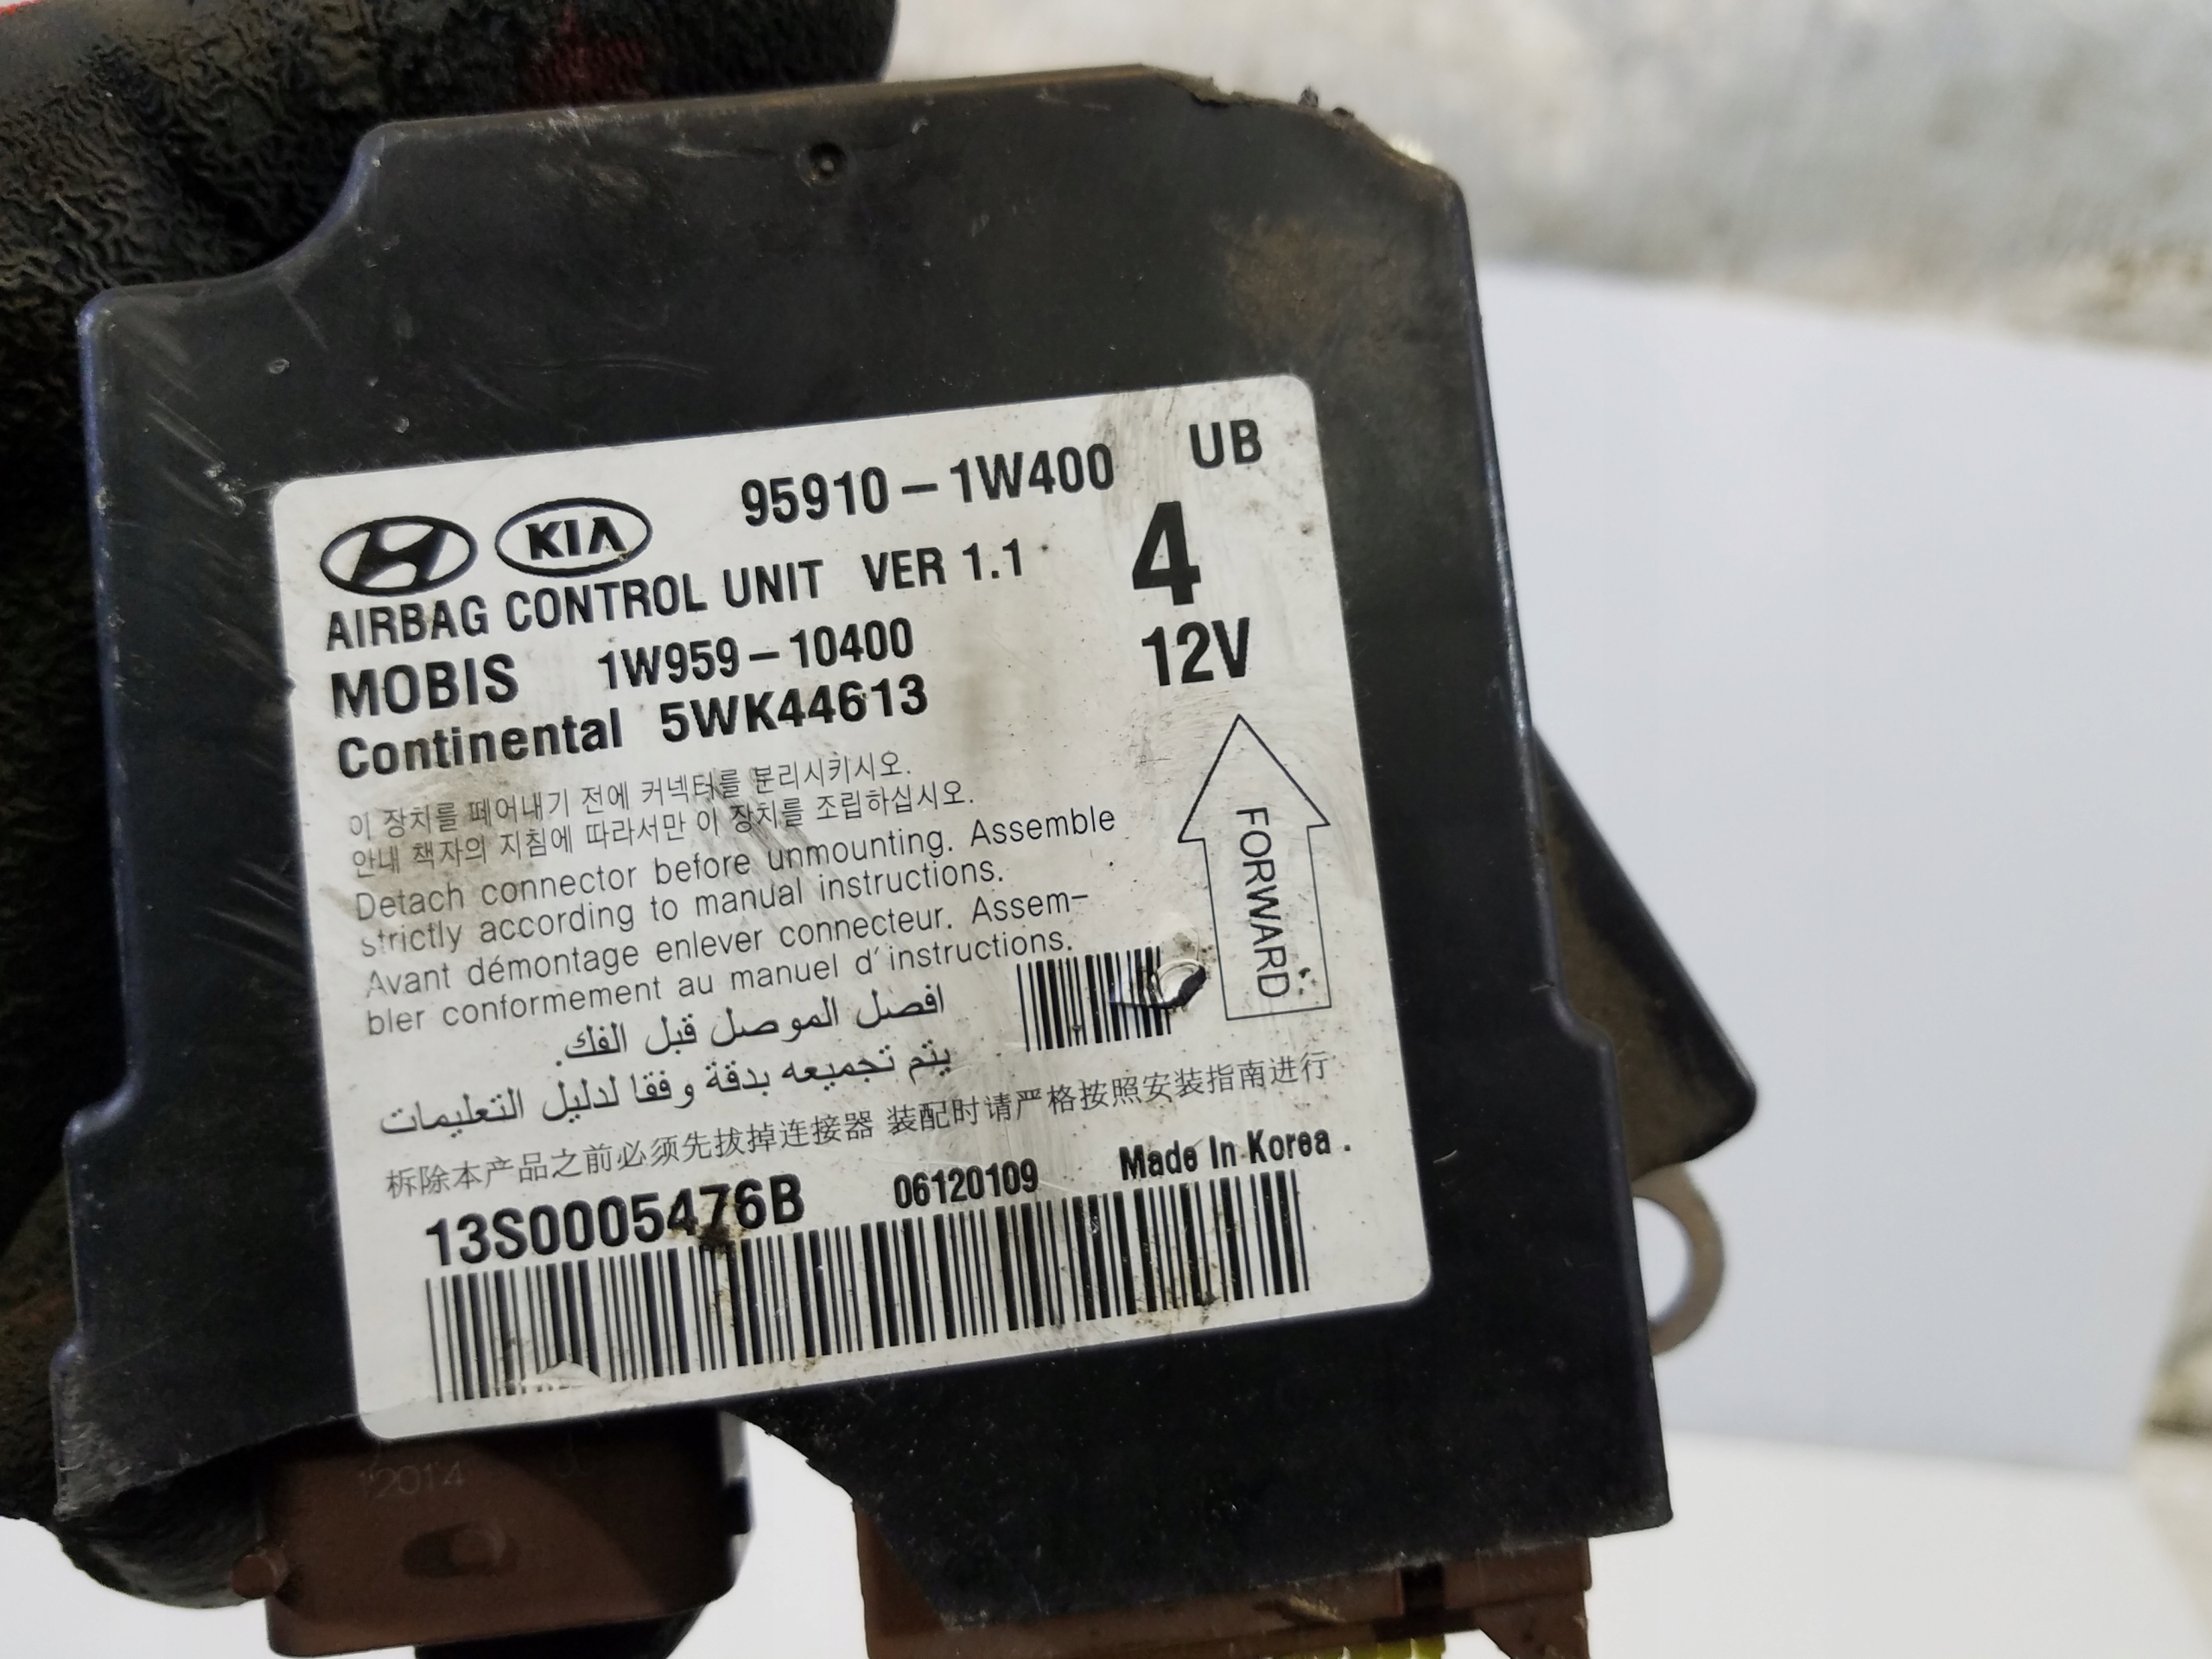 95910-1W400 UB
KIA
AIRBAG CONTROL UNIT VER 1.1 4
MOBIS 1W959-10400 12V
Continental 5WK44613
이 장치를 떼어내기 전에 커넥터를 분리시키시오.
안내 책자의 지침에 따라서만 이 장치를 조립하십시오.
Detach connector before unmounting. Assemble
strictly according to manual instructions.
Avant démontage enlever connecteur. Assem-
bler conformement au manuel d'instructions.
FORWARD
افصل الموصل قبل الفك.
يتم تجميعه بدقة وفقا لدليل التعليمات
拆除本产品之前必须先拔掉连接器 装配时请严格按照安装指南进行
13S0005476B 06120109 Made In Korea .
12014